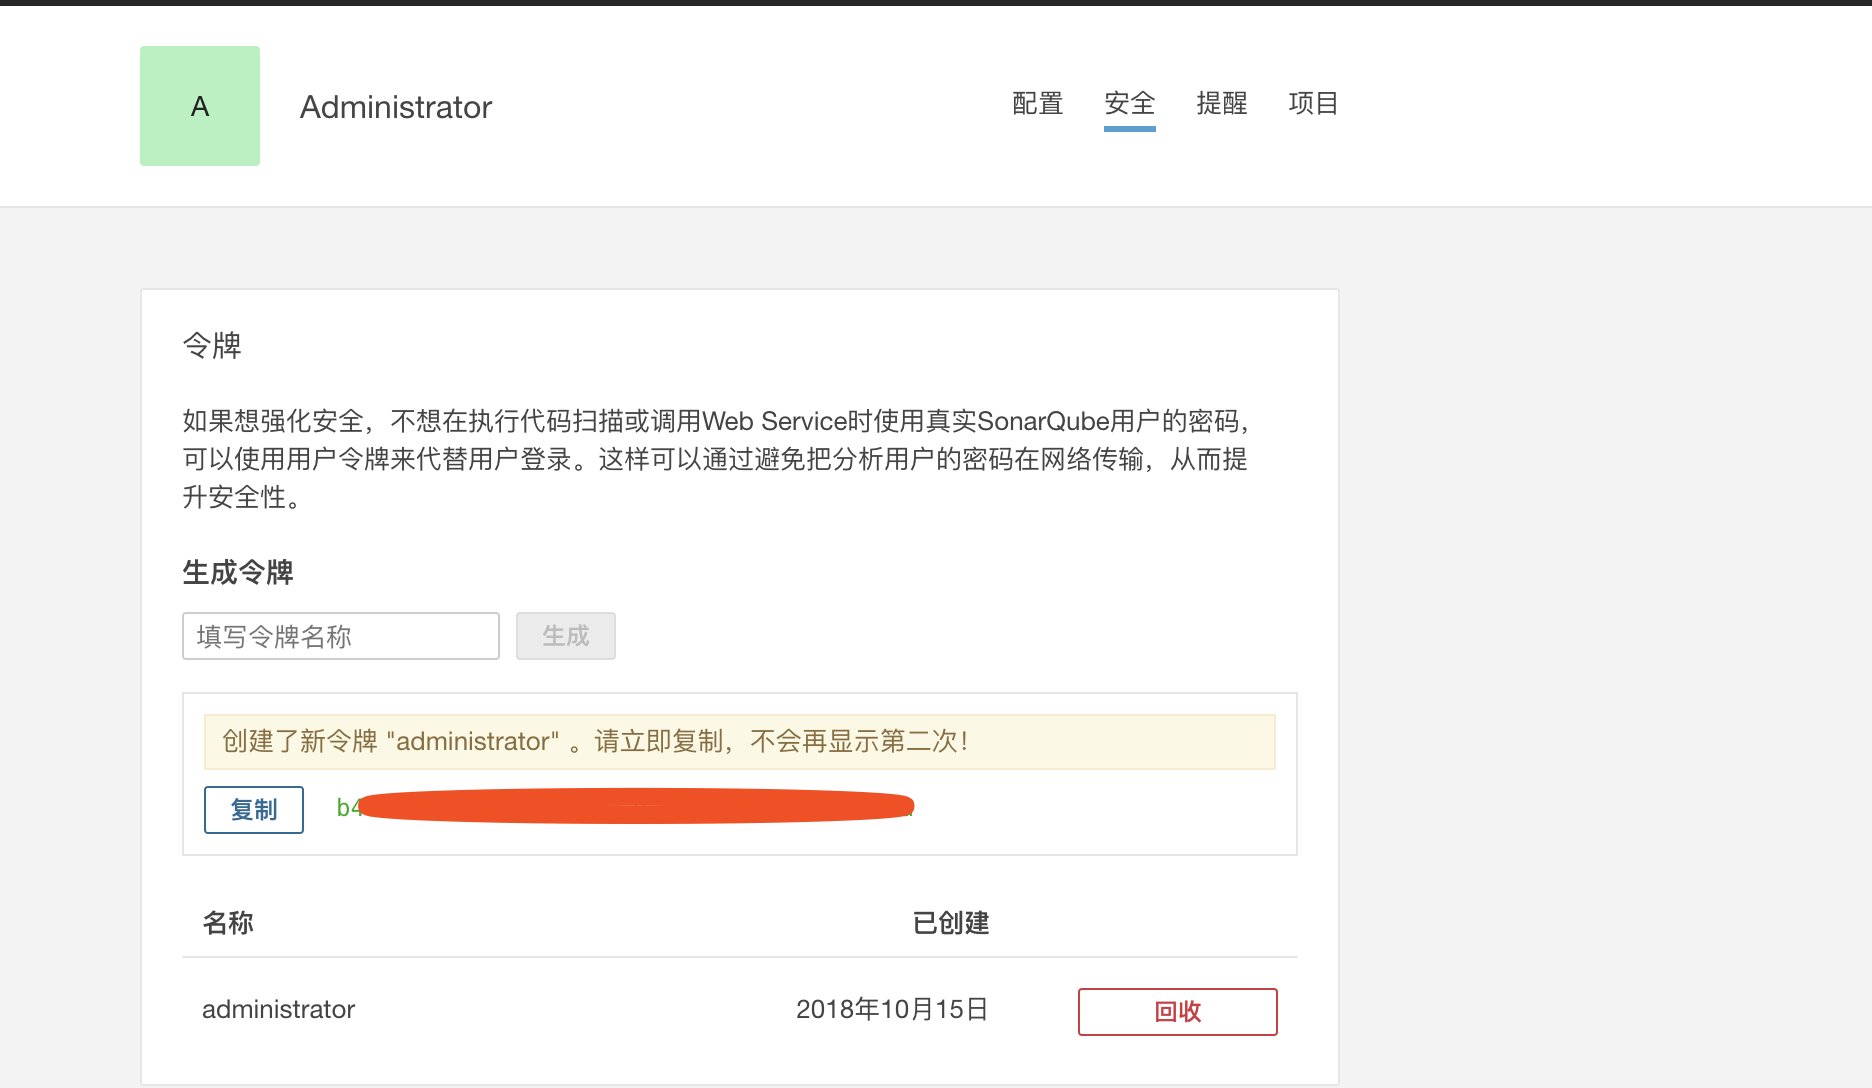 A
Administrator
配置 安全 提醒 项目
令牌
如果想强化安全，不想在执行代码扫描或调用Web Service时使用真实SonarQube用户的密码，
可以使用用户令牌来代替用户登录。这样可以通过避免把分析用户的密码在网络传输，从而提
升安全性。
生成令牌
填写令牌名称 生成
创建了新令牌 "administrator" 。请立即复制，不会再显示第二次！
复制 b4
名称 已创建
administrator 2018年10月15日 回收